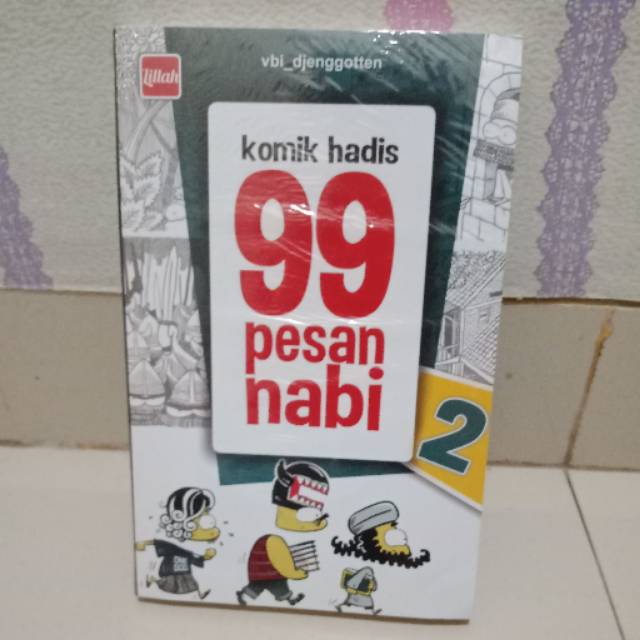 Lillah
vbi_djenggotten
komik hadis
99
pesan
nabi
2